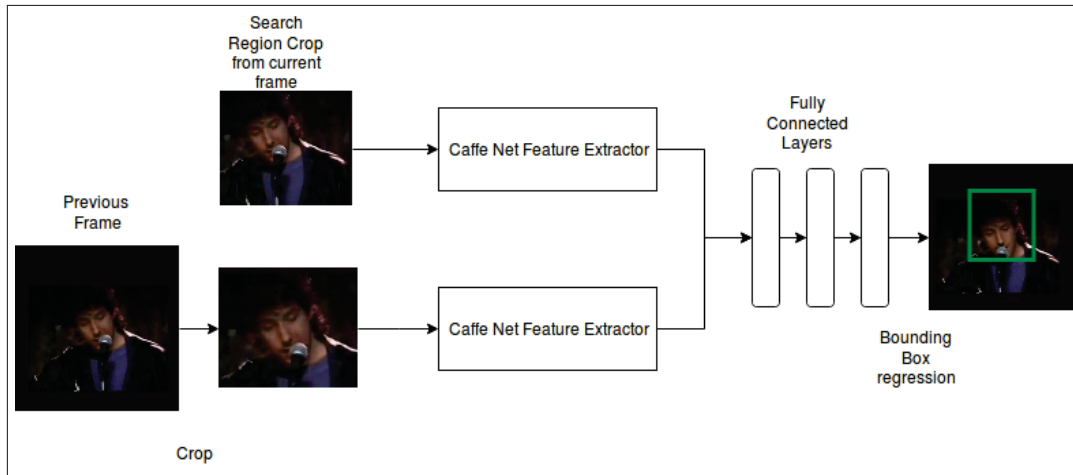 Search
Region Crop
from current
frame
Caffe Net Feature Extractor
Fully
Connected
Layers
Previous
Frame
Caffe Net Feature Extractor
Bounding
Box
regression
Crop